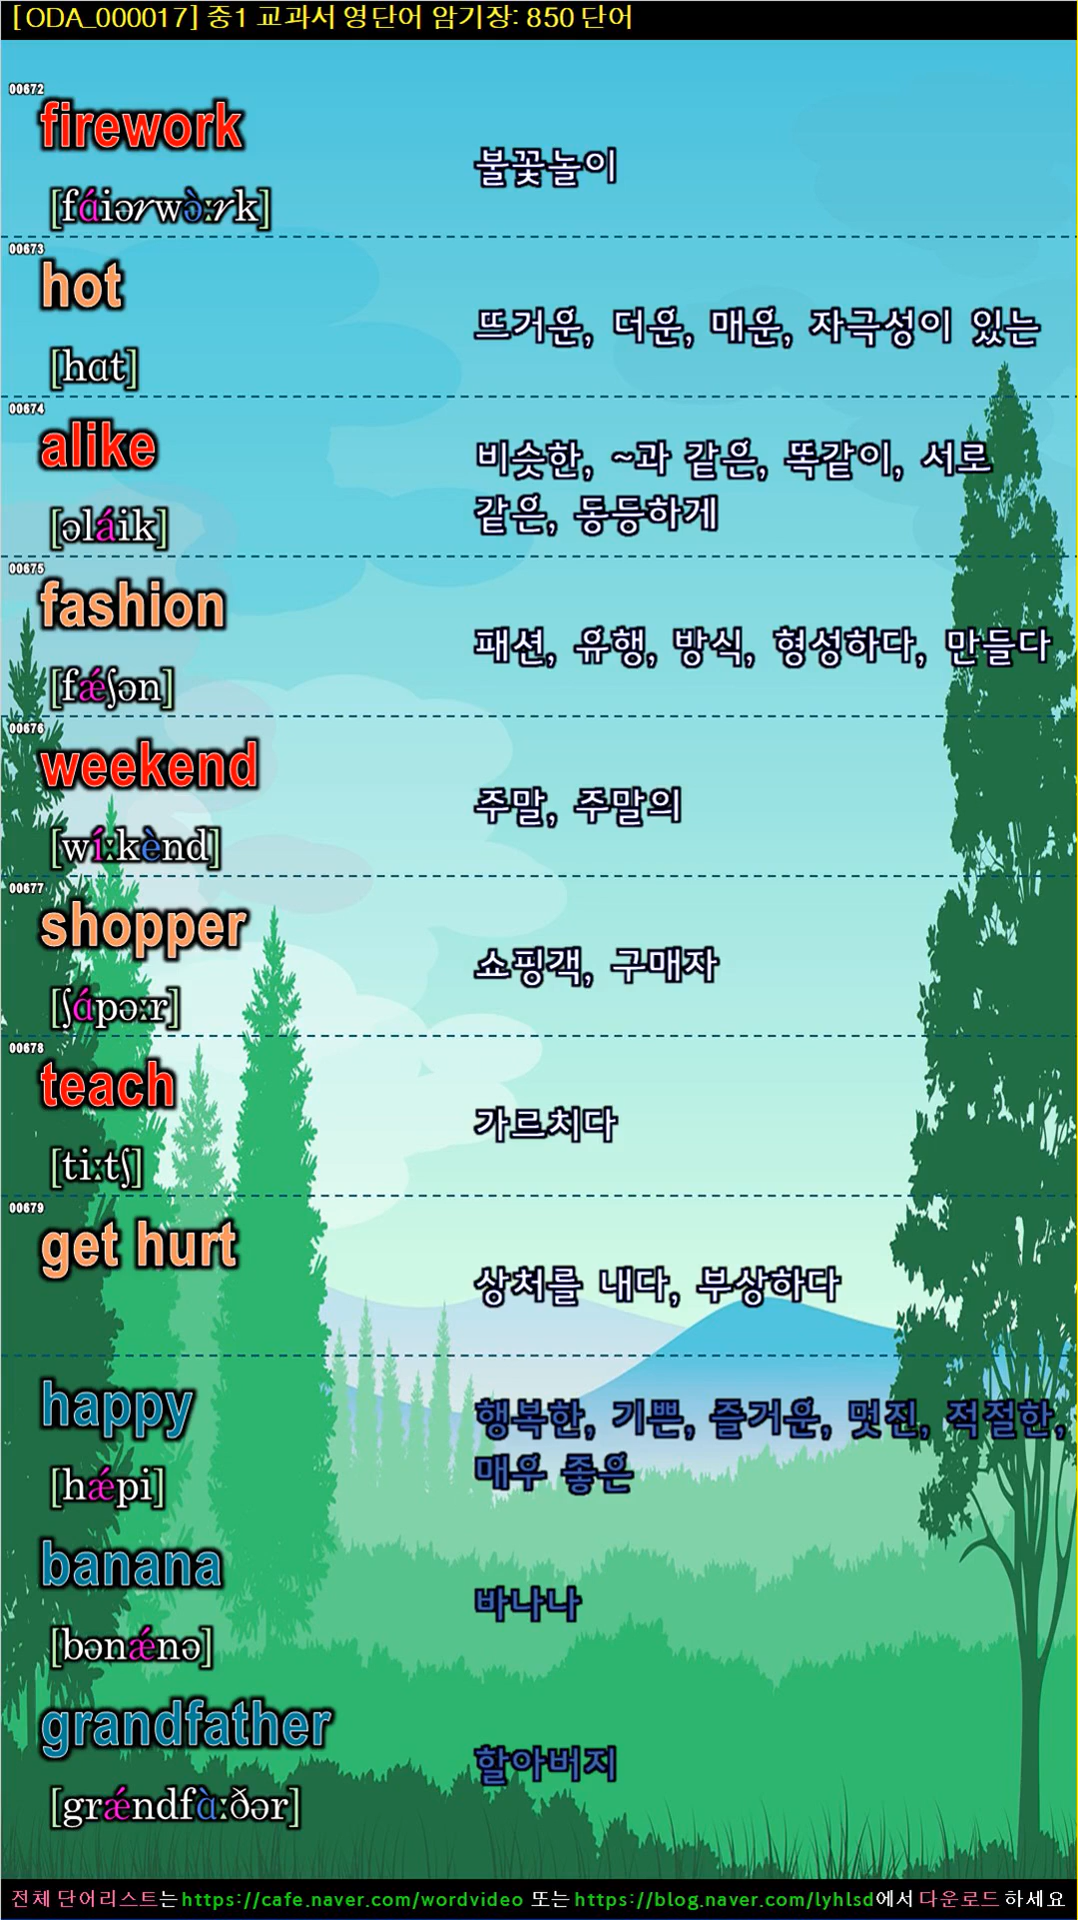 [ODA_000017] 중1 교과서 영단어 암기장: 850 단어
00672
firework
불꽃놀이
[fáiərwə̀ːrk]
00673
hot
뜨거운, 더운, 매운, 자극성이 있는
[hɑt]
00674
alike
비슷한, ~과 같은, 똑같이, 서로
같은, 동등하게
[əláik]
00675
fashion
패션, 유행, 방식, 형성하다, 만들다
[fǽʃən]
00676
weekend
주말, 주말의
[wíːkènd]
00677
shopper
쇼핑객, 구매자
[ʃápəːr]
00678
teach
가르치다
[tiːtʃ]
00679
get hurt
상처를 내다, 부상하다
happy
행복한, 기쁜, 즐거운, 멋진, 적절한,
매우 좋은
[hǽpi]
banana
바나나
[bənǽnə]
grandfather
할아버지
[grǽndfàːðər]
전체 단어리스트는 https://cafe.naver.com/wordvideo 또는 https://blog.naver.com/lyhlsd에서 다운로드 하세요